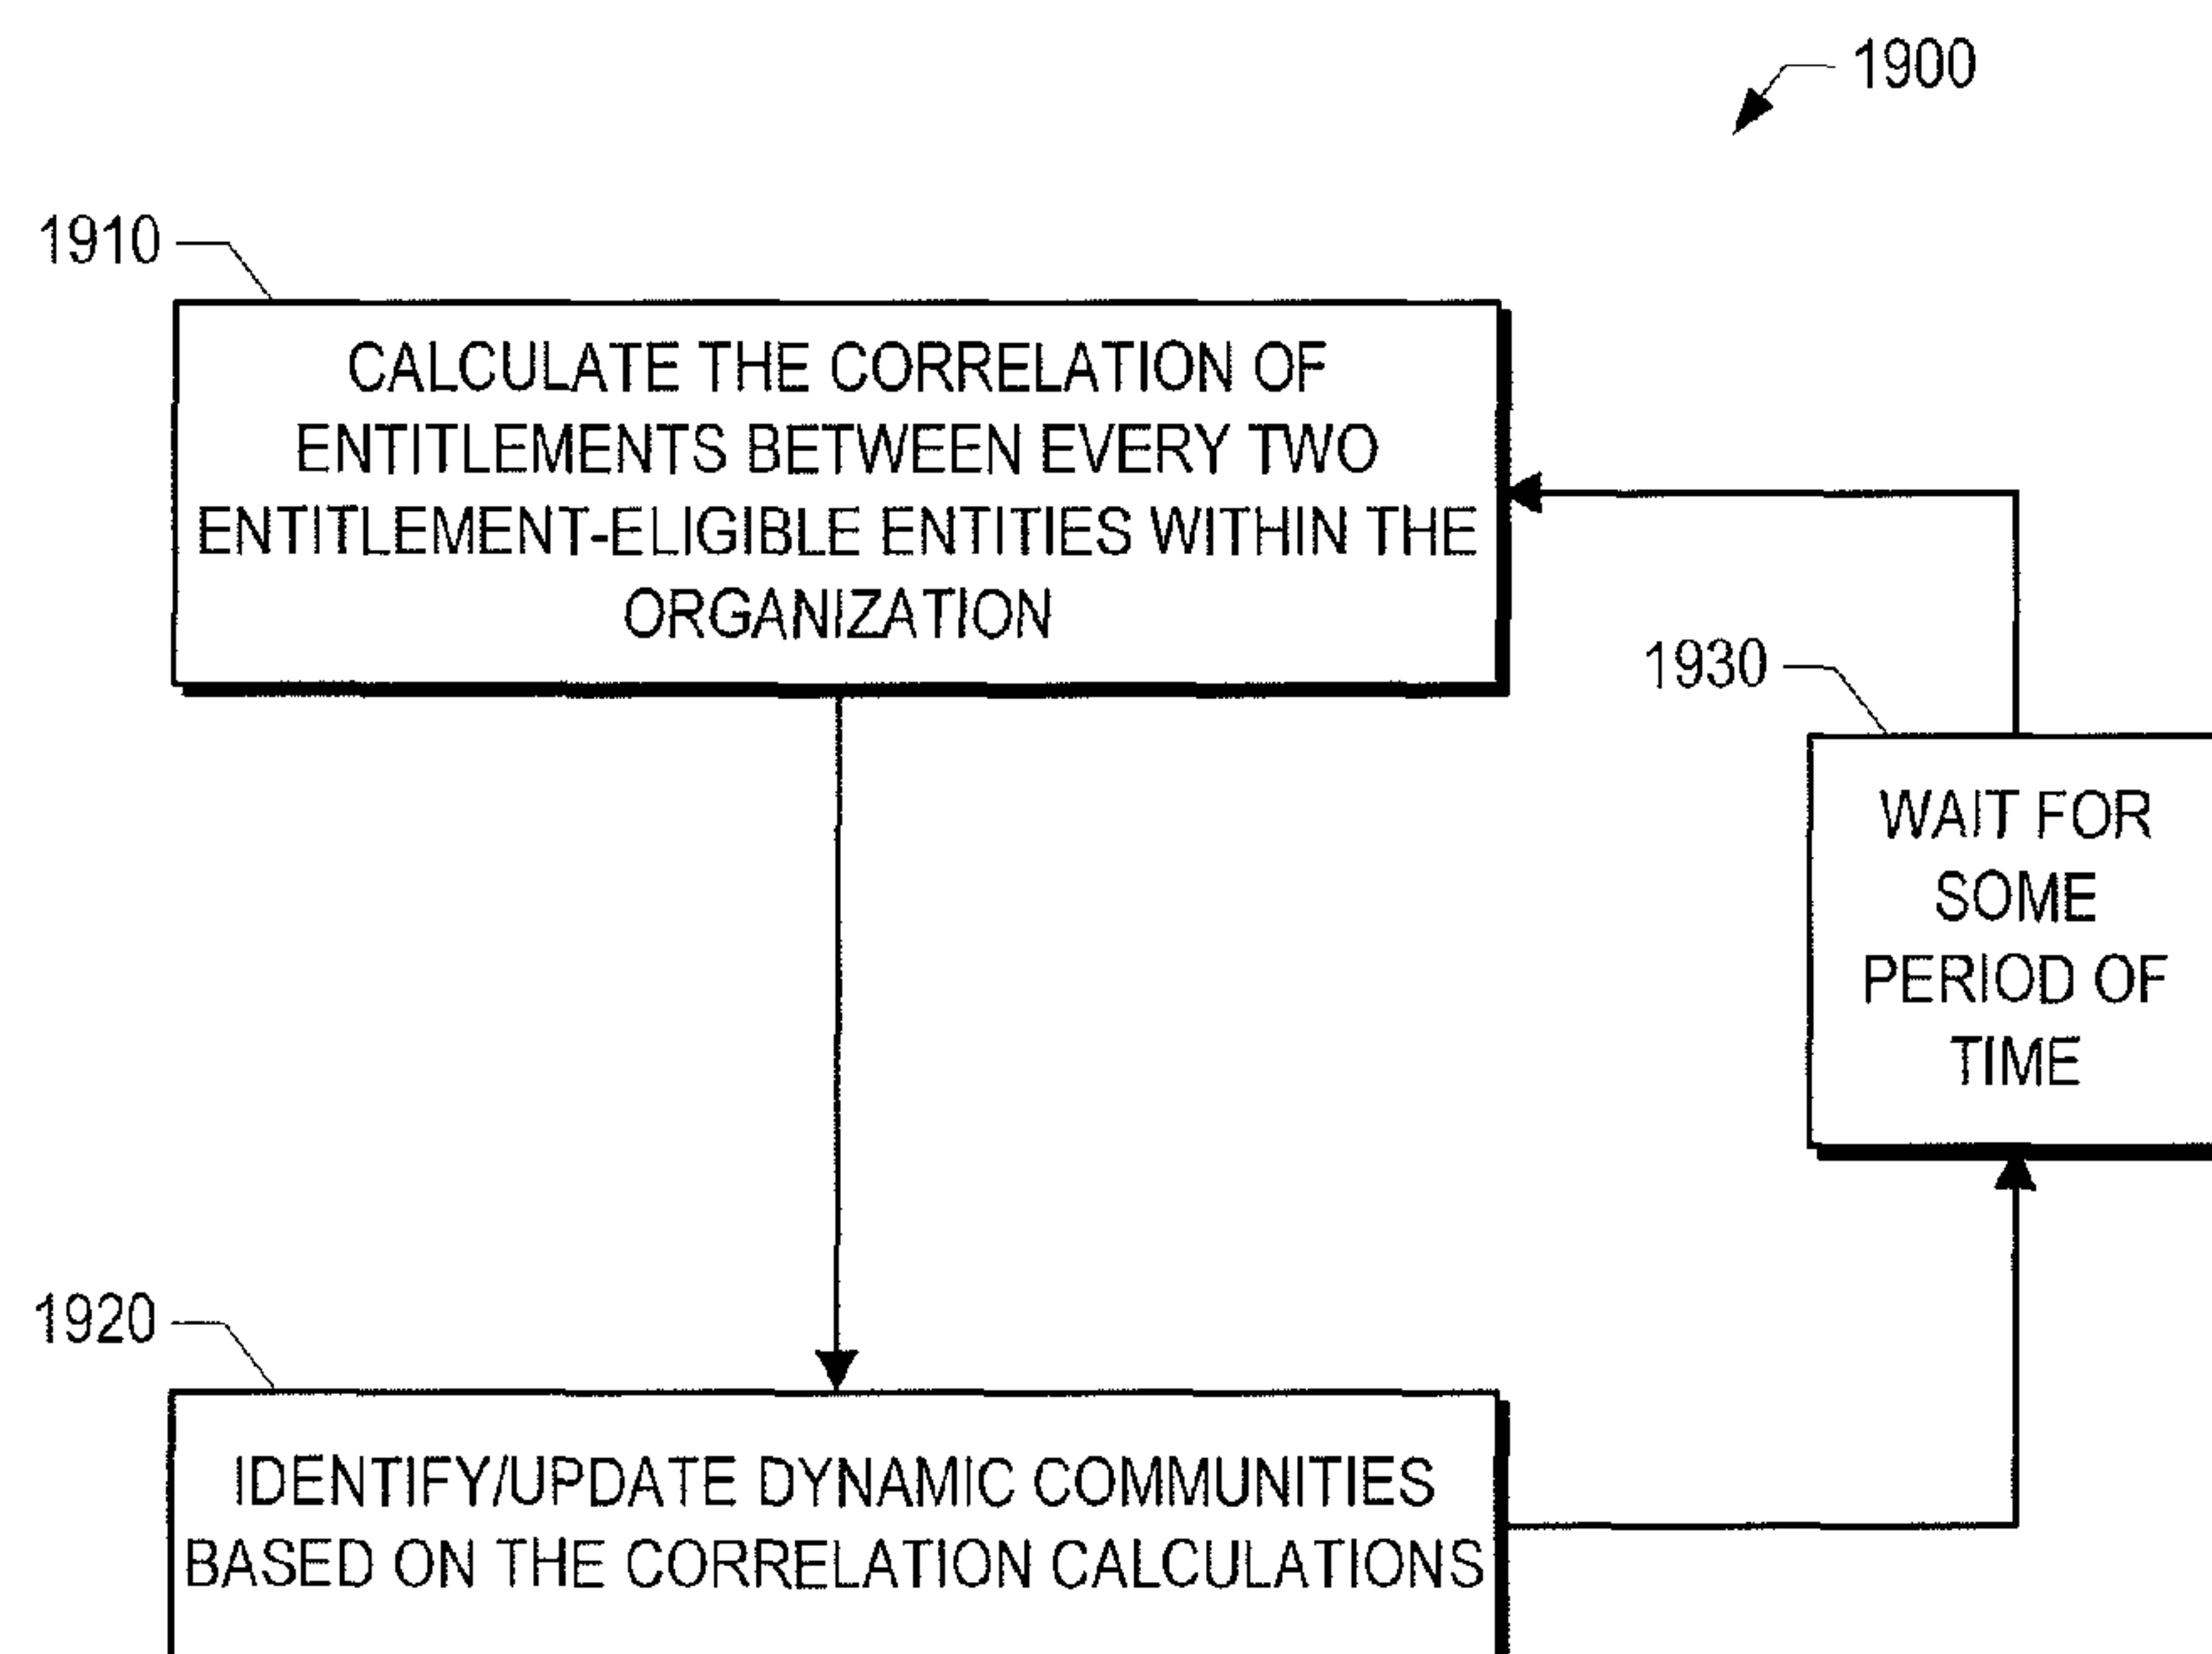 1900
1910
CALCULATE THE CORRELATION OF
ENTITLEMENTS BETWEEN EVERY TWO
ENTITLEMENT-ELIGIBLE ENTITIES WITHIN THE
ORGANIZATION
1930
WAIT FOR
SOME
PERIOD OF
TIME
1920
IDENTIFY/UPDATE DYNAMIC COMMUNITIES
BASED ON THE CORRELATION CALCULATIONS